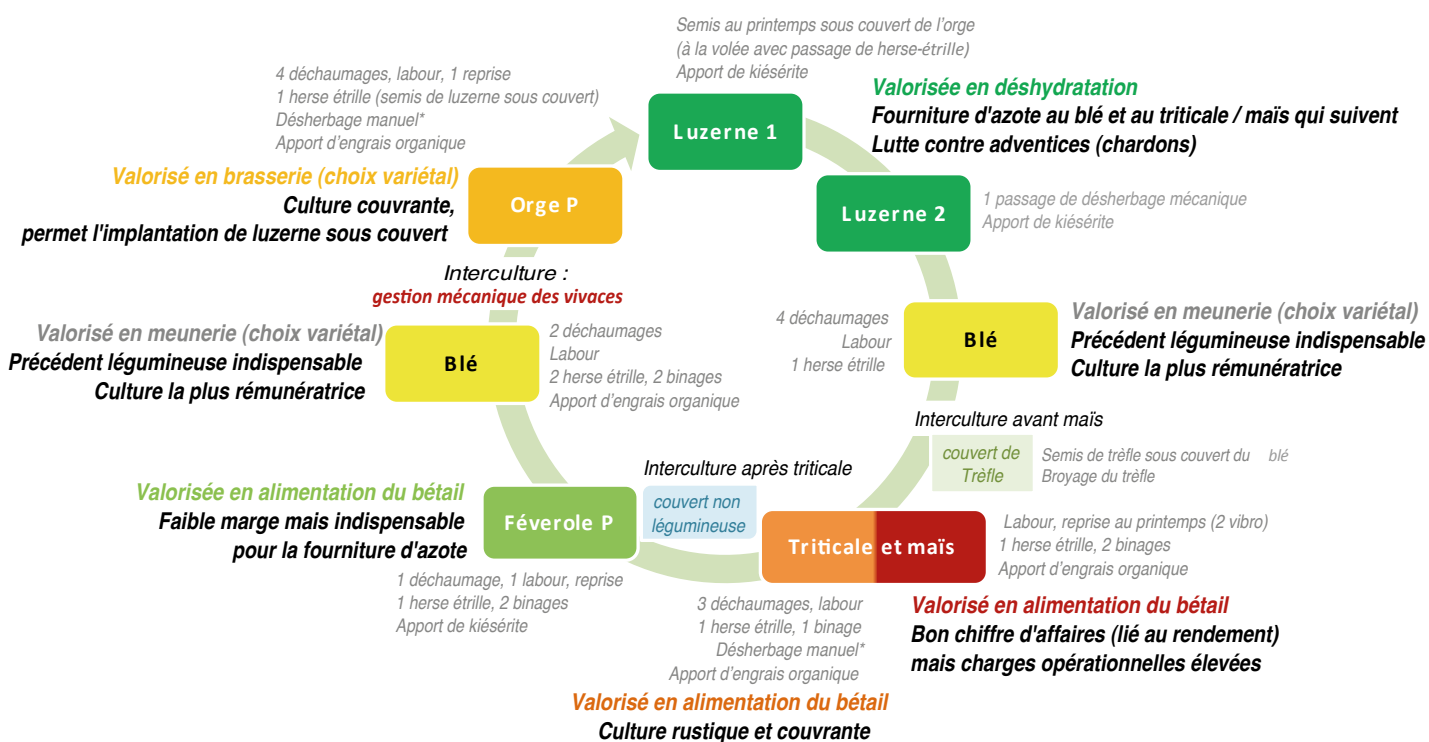 Semis au printemps sous couvert de l'orge
(à la volée avec passage de herse-étrille)
Apport de kiésérite
Luzerne 1
Valorisée en déshydratation
Fourniture d'azote au blé et au triticale / maïs qui suivent
Lutte contre adventices (chardons)
Luzerne 2
1 passage de désherbage mécanique
Apport de kiésérite
4 déchaumages
Labour
1 herse étrille
Blé
Valorisé en meunerie (choix variétal)
Précédent légumineuse indispensable
Culture la plus rémunératrice
Interculture avant maïs
couvert de
Trèfle
Semis de trèfle sous couvert du blé
Broyage du trèfle
Triticale et maïs
Labour, reprise au printemps (2 vibro)
1 herse étrille, 2 binages
Apport d'engrais organique
Valorisé en alimentation du bétail
Bon chiffre d'affaires (lié au rendement)
mais charges opérationnelles élevées
3 déchaumages, labour
1 herse étrille, 1 binage
Désherbage manuel*
Apport d'engrais organique
Valorisé en alimentation du bétail
Culture rustique et couvrante
Interculture après triticale
couvert non
légumineuse
Féverole P
Valorisée en alimentation du bétail
Faible marge mais indispensable
pour la fourniture d'azote
1 déchaumage, 1 labour, reprise
1 herse étrille, 2 binages
Apport de kiésérite
Blé
Valorisé en meunerie (choix variétal)
Précédent légumineuse indispensable
Culture la plus rémunératrice
2 déchaumages
Labour
2 herse étrille, 2 binages
Apport d'engrais organique
Interculture :
gestion mécanique des vivaces
Orge P
4 déchaumages, labour, 1 reprise
1 herse étrille (semis de luzerne sous couvert)
Désherbage manuel*
Apport d'engrais organique
Valorisé en brasserie (choix variétal)
Culture couvrante,
permet l'implantation de luzerne sous couvert